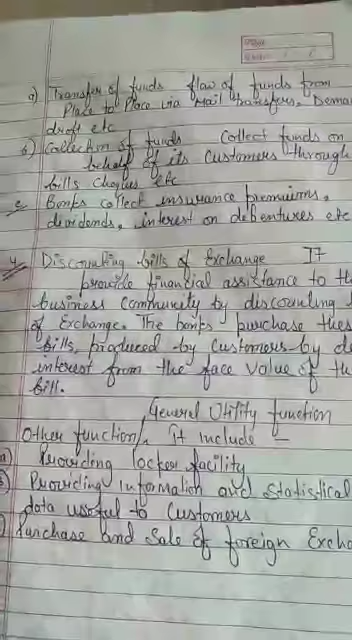 a) Transfer of funds flow of funds from
Place to Place via Mail transfers, Deman
draft etc
b) Collection of funds Collect funds on
behalf of its customers through
bills cheques etc
c. Banks collect insurance premiums,
dividends, interest on debentures etc
4. Discounting bills of Exchange It
provide financial assistance to th
business community by discounting
of Exchange. The banks purchase thes
bills, produced by customers by de
interest from the face value of th
bill.
General Utility function
Other function/ it include -
a) Providing locker facility
b) Providing Information and Statistical
data useful to customers
) Purchase and Sale of foreign Excha